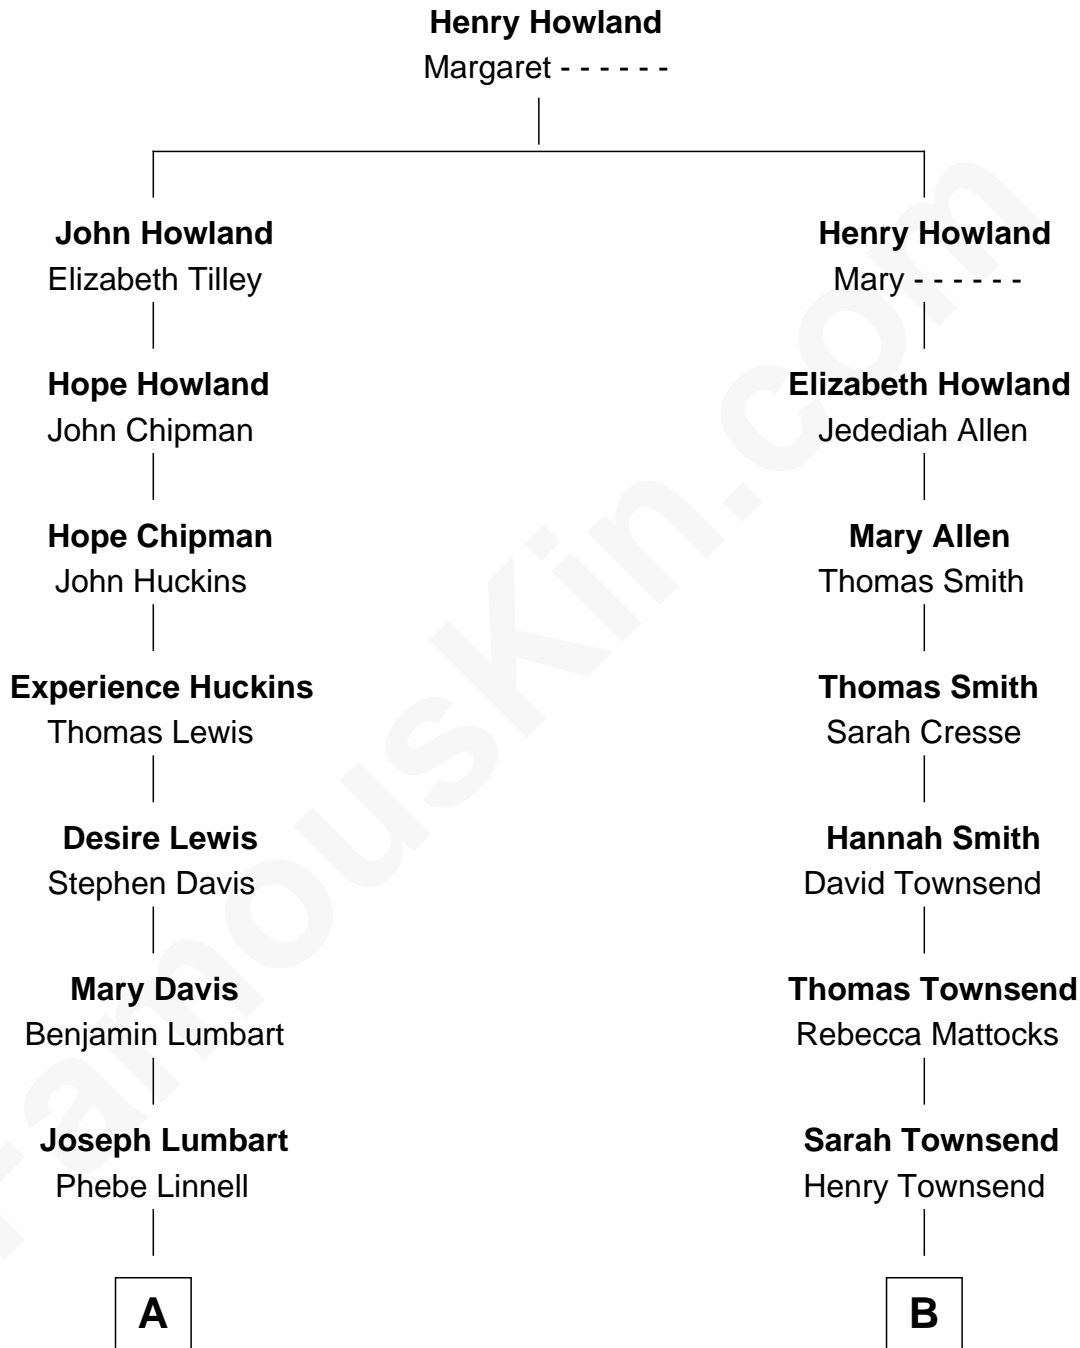 Henry Howland
Margaret - - - - - -
John Howland
Elizabeth Tilley
Henry Howland
Mary - - - - - -
Hope Howland
John Chipman
Elizabeth Howland
Jedediah Allen
Hope Chipman
John Huckins
Mary Allen
Thomas Smith
Experience Huckins
Thomas Lewis
Thomas Smith
Sarah Cresse
Desire Lewis
Stephen Davis
Hannah Smith
David Townsend
Mary Davis
Benjamin Lumbart
Thomas Townsend
Rebecca Mattocks
Joseph Lumbart
Phebe Linnell
Sarah Townsend
Henry Townsend
A
B
FamousKin.com